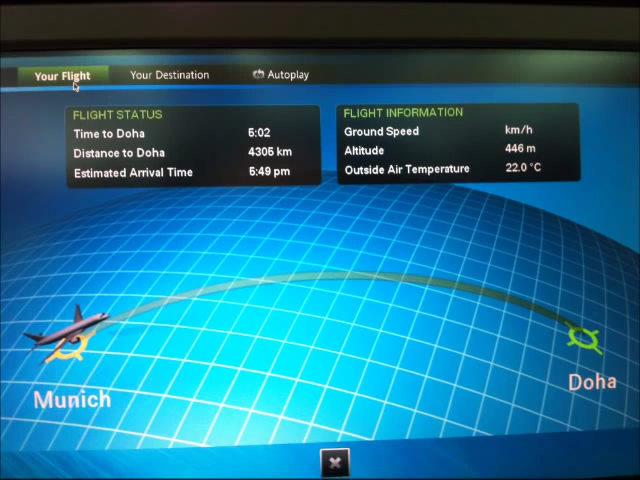 Your Flight Your Destination Autoplay
FLIGHT STATUS
Time to Doha 5:02
Distance to Doha 4305 km
Estimated Arrival Time 5:49 pm
FLIGHT INFORMATION
Ground Speed km/h
Altitude 446 m
Outside Air Temperature 22.0 °C
Munich
Doha